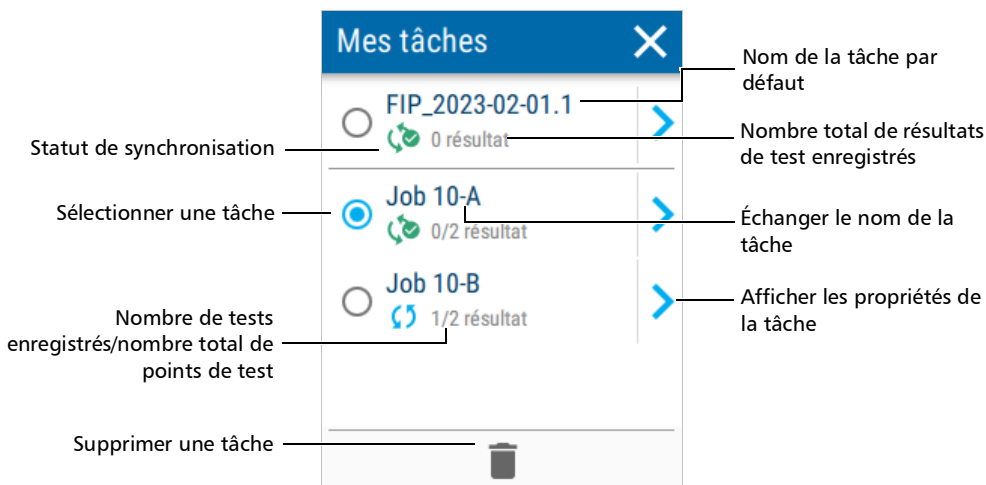 Mes tâches
Nom de la tâche par
défaut
FIP_2023-02-01.1
0 résultat
Nombre total de résultats
de test enregistrés
Statut de synchronisation
Sélectionner une tâche
Job 10-A
0/2 résultat
Échanger le nom de la
tâche
Job 10-B
1/2 résultat
Afficher les propriétés de
la tâche
Nombre de tests
enregistrés/nombre total de
points de test
Supprimer une tâche